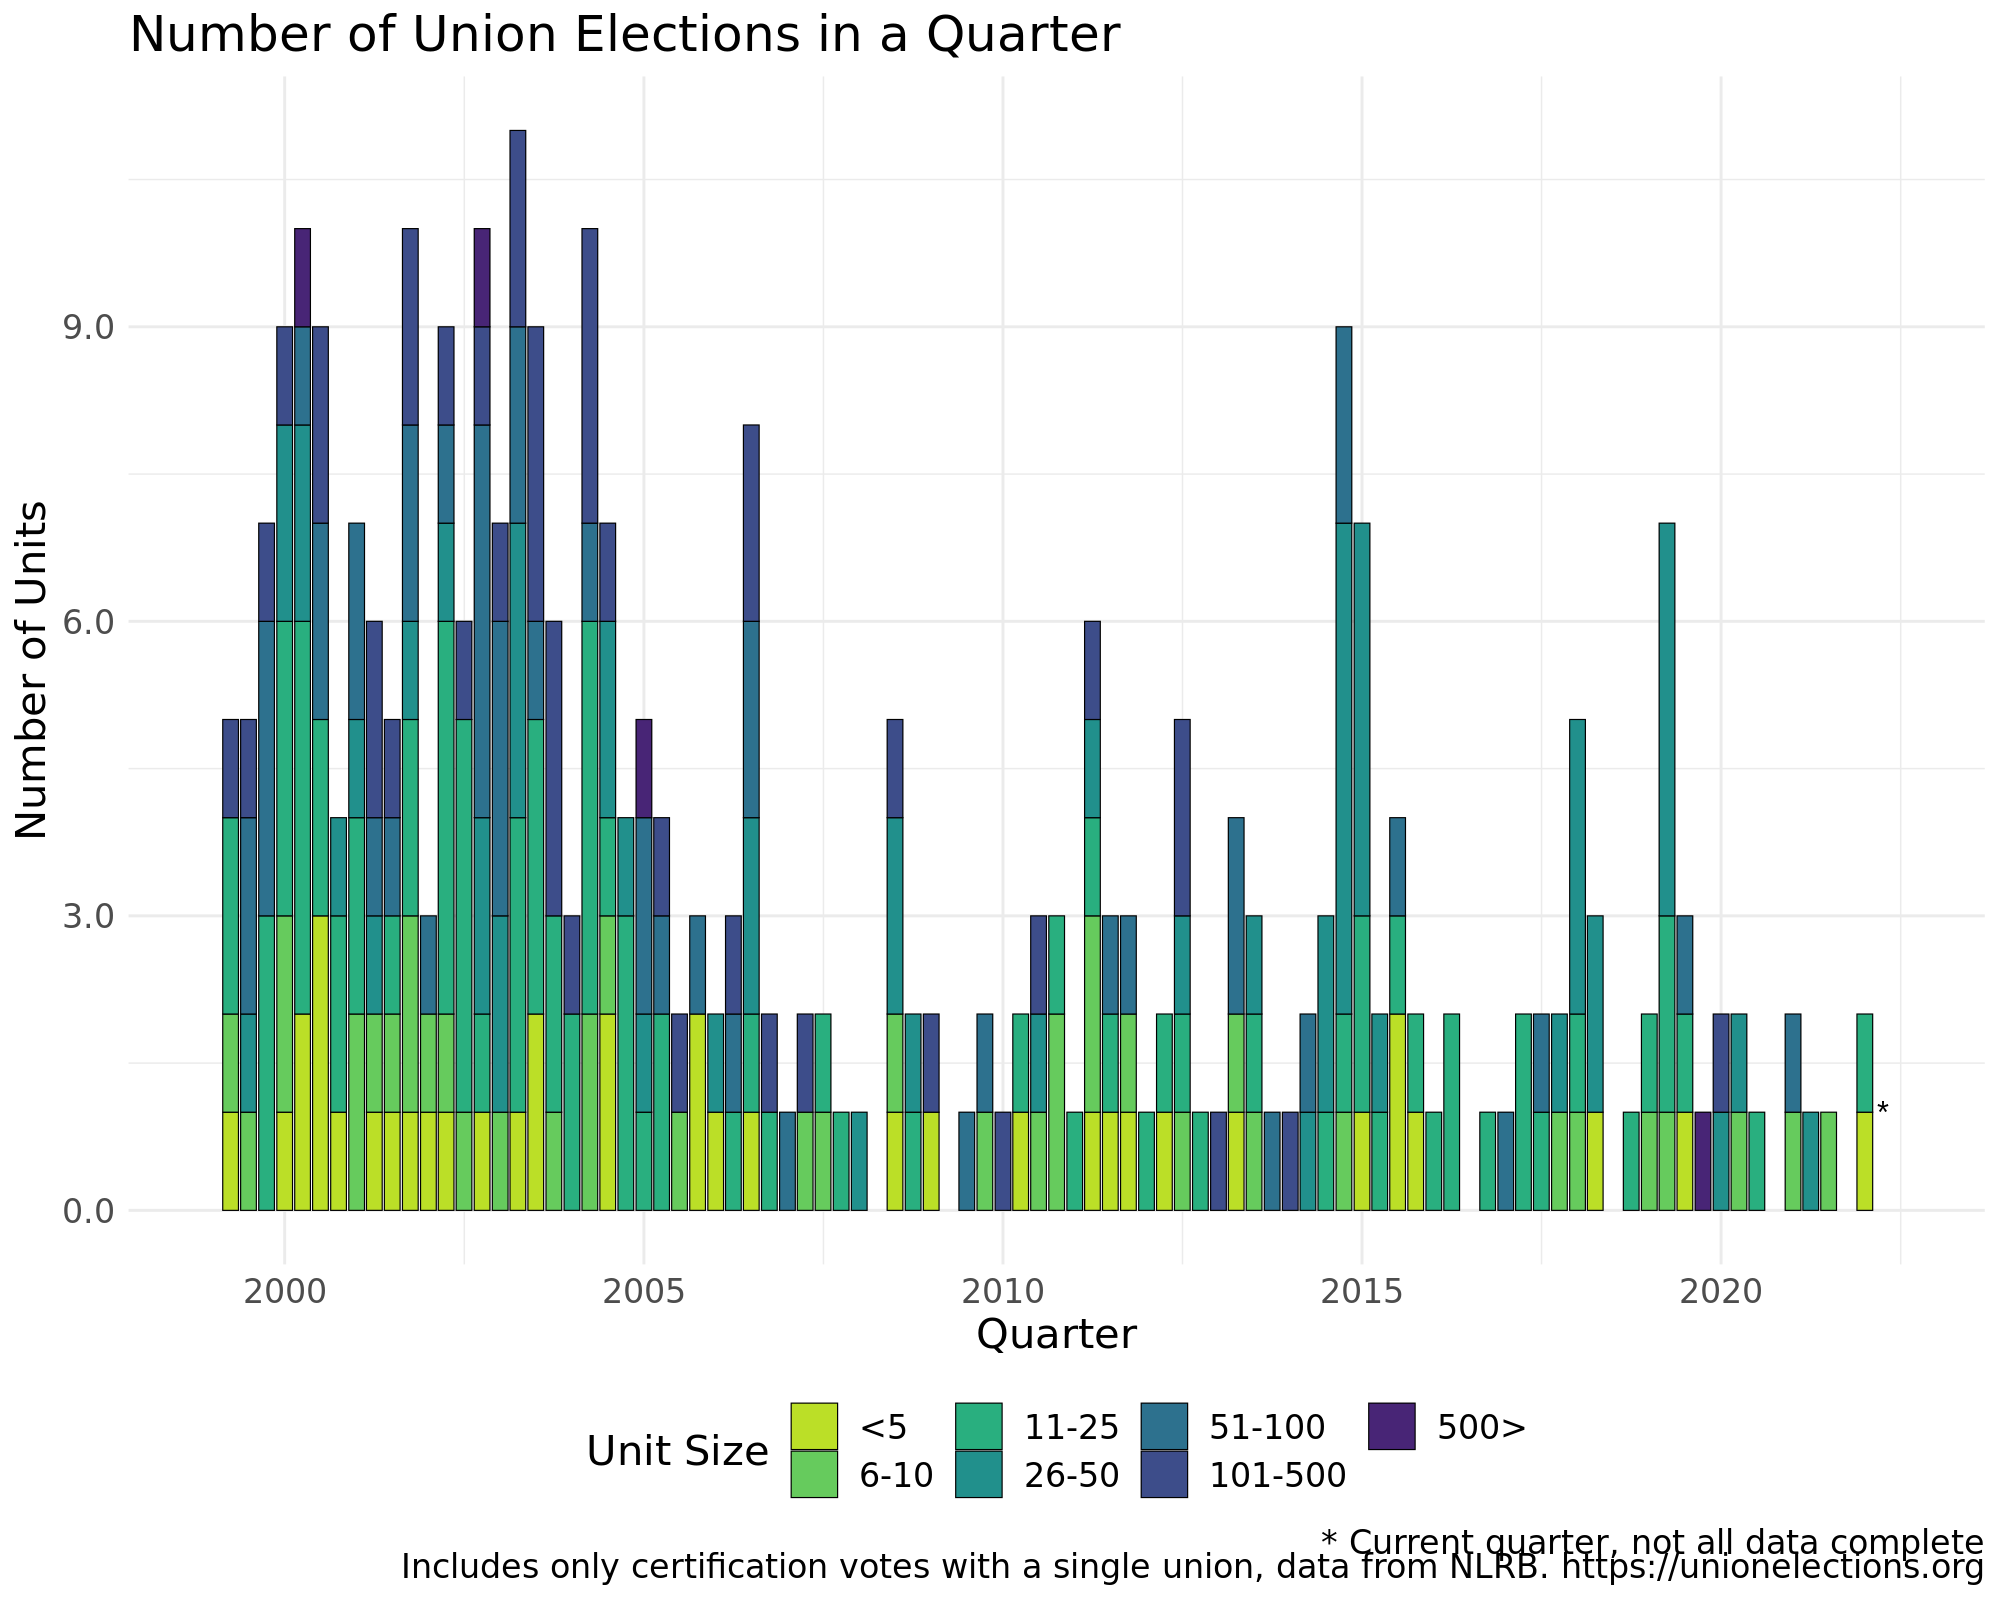 Number of Union Elections in a Quarter
Number of Units
9.0
6.0
3.0
0.0
*
2000 2005 2010 2015 2020
Quarter
Unit Size
<5 11-25 51-100 500>
6-10 26-50 101-500
* Current quarter, not all data complete
Includes only certification votes with a single union, data from NLRB. https://unionelections.org